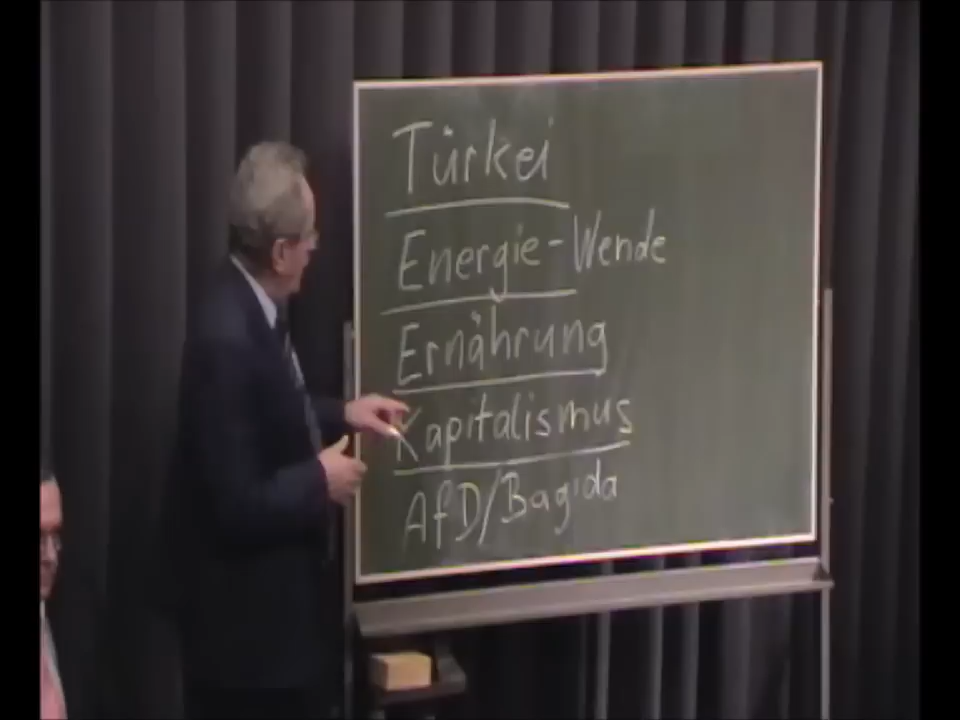 Türkei
Energie-Wende
Ernährung
Kapitalismus
AfD/Bagida